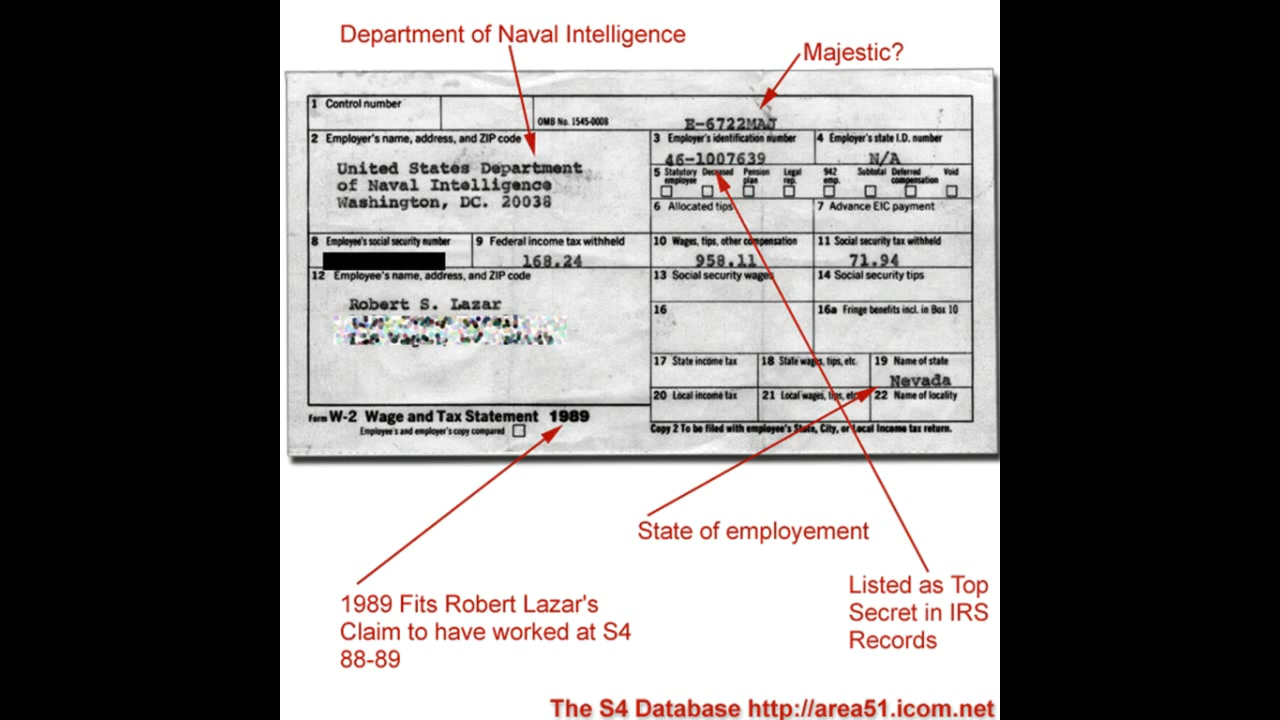 Department of Naval Intelligence
Majestic?
1 Control number
OMB No. 1545-0008
E-6722MAJ
2 Employer's name, address, and ZIP code
3 Employer's identification number
4 Employer's state I.D. number
United States Department
of Naval Intelligence
Washington, DC. 20038
46-1007639
N/A
5 Statutory employee Deceased Pension plan Legal rep. 942 emp. Subtotal Deferred compensation Void
6 Allocated tips
7 Advance EIC payment
8 Employee's social security number
9 Federal income tax withheld
10 Wages, tips, other compensation
11 Social security tax withheld
168.24
958.11
71.94
12 Employee's name, address, and ZIP code
13 Social security wages
14 Social security tips
Robert S. Lazar
16
16a Fringe benefits incl. in Box 10
17 State income tax
18 State wages, tips, etc.
19 Name of state
Nevada
20 Local income tax
21 Local wages, tips, etc.
22 Name of locality
Form W-2 Wage and Tax Statement 1989
Employee's and employer's copy compared
Copy 2 To be filed with employee's State, City, or Local Income tax return.
State of employement
1989 Fits Robert Lazar's
Claim to have worked at S4
88-89
Listed as Top
Secret in IRS
Records
The S4 Database http://area51.icom.net